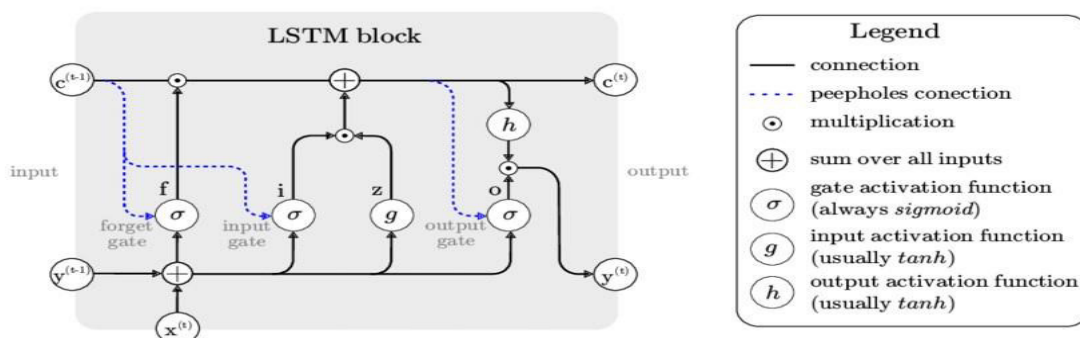 LSTM block
c(t-1)
c(t)
h
input
output
f
i
z
o
σ
σ
g
σ
forget
gate
input
gate
output
gate
y(t-1)
y(t)
x(t)
Legend
connection
peepholes conection
multiplication
sum over all inputs
σ
gate activation function
(always sigmoid)
g
input activation function
(usually tanh)
h
output activation function
(usually tanh)